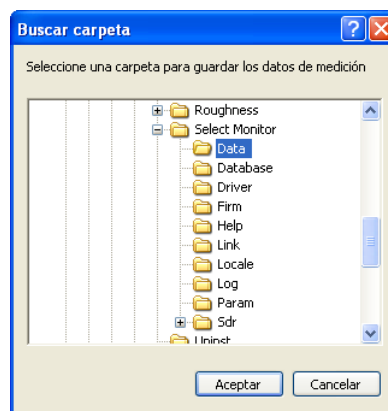 Buscar carpeta
Seleccione una carpeta para guardar los datos de medición
Roughness
Select Monitor
Data
Database
Driver
Firm
Help
Link
Locale
Log
Param
Sdr
Uninst
Aceptar
Cancelar